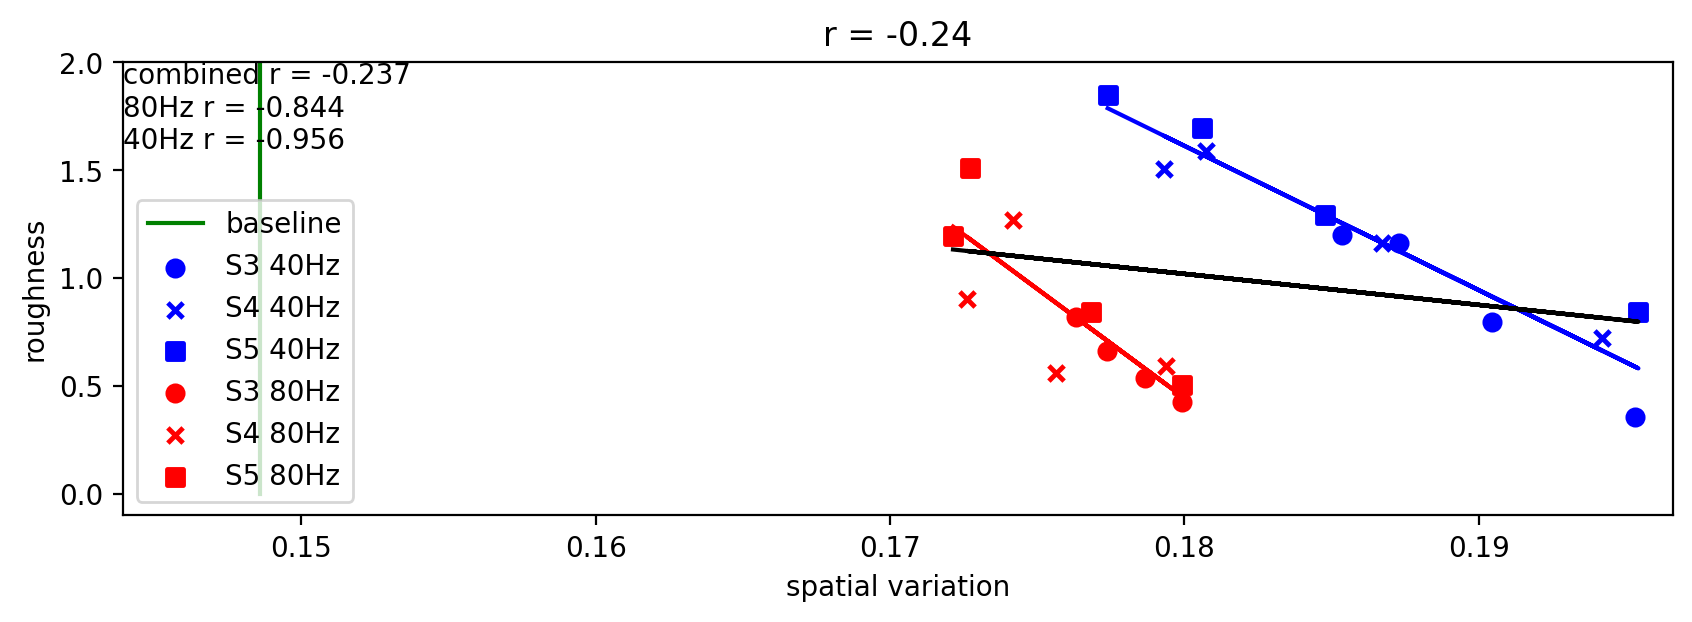 r = -0.24
combined r = -0.237
80Hz r = -0.844
40Hz r = -0.956
baseline
S3 40Hz
S4 40Hz
S5 40Hz
S3 80Hz
S4 80Hz
S5 80Hz
roughness
2.0
1.5
1.0
0.5
0.0
0.15 0.16 0.17 0.18 0.19
spatial variation